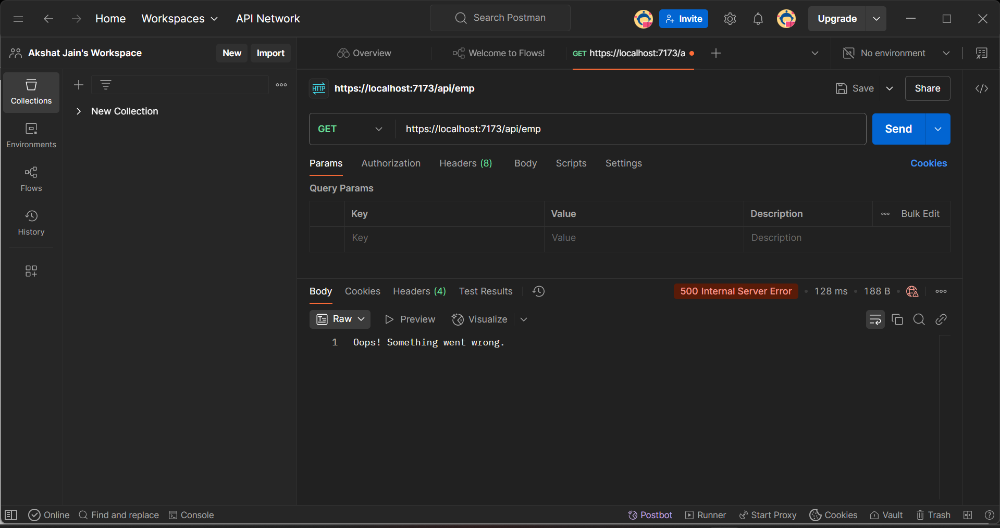 Home
Workspaces
API Network
Search Postman
Invite
Upgrade
Akshat Jain's Workspace
New
Import
Overview
Welcome to Flows!
GET https://localhost:7173/a
No environment
Collections
Environments
Flows
History
New Collection
HTTP
https://localhost:7173/api/emp
Save
Share
GET
https://localhost:7173/api/emp
Send
Params
Authorization
Headers (8)
Body
Scripts
Settings
Cookies
Query Params
Key
Value
Description
Bulk Edit
Key
Value
Description
Body
Cookies
Headers (4)
Test Results
500 Internal Server Error
128 ms
188 B
Raw
Preview
Visualize
1 Oops! Something went wrong.
Online
Find and replace
Console
Postbot
Runner
Start Proxy
Cookies
Vault
Trash